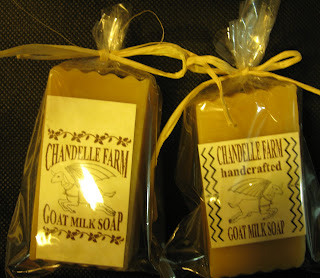 CHANDELLE FARM
GOAT MILK SOAP
CHANDELLE FARM
handcrafted
GOAT MILK SOAP